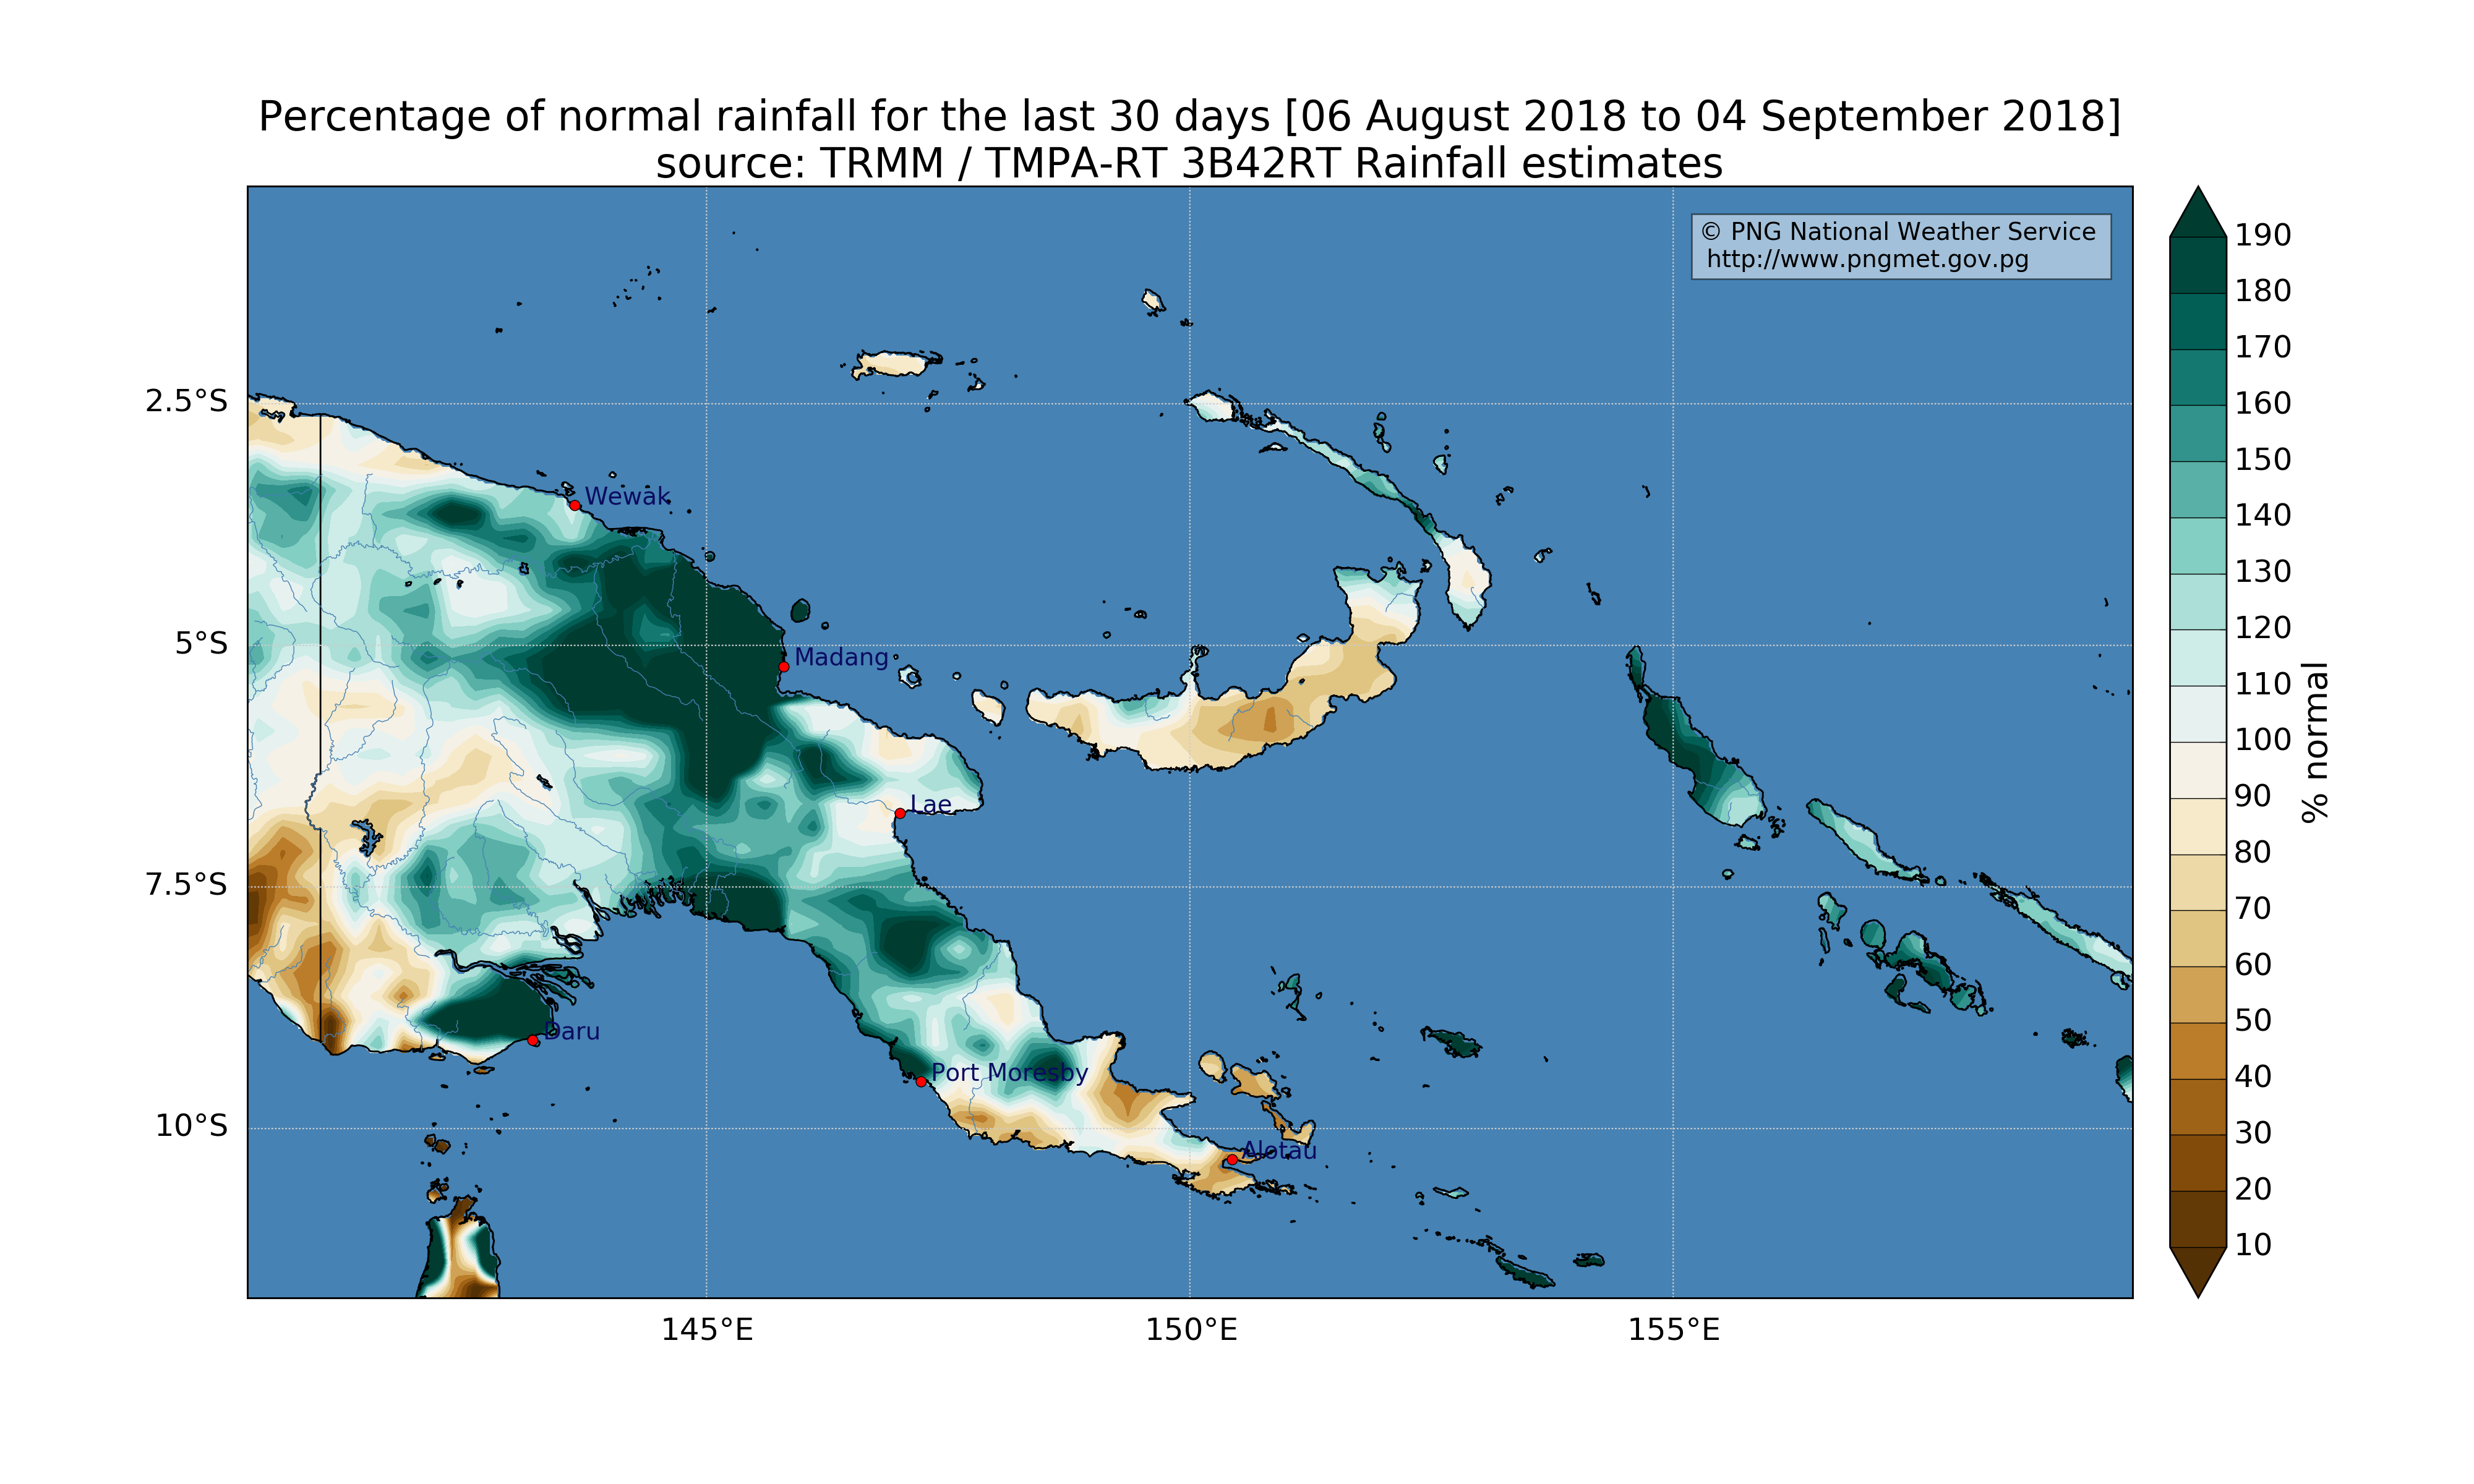 Percentage of normal rainfall for the last 30 days [06 August 2018 to 04 September 2018]
source: TRMM / TMPA-RT 3B42RT Rainfall estimates
© PNG National Weather Service
http://www.pngmet.gov.pg
2.5°S
5°S
7.5°S
10°S
Wewak
Madang
Lae
Daru
Port Moresby
Alotau
145°E
150°E
155°E
190
180
170
160
150
140
130
120
110
100
90
80
70
60
50
40
30
20
10
% normal